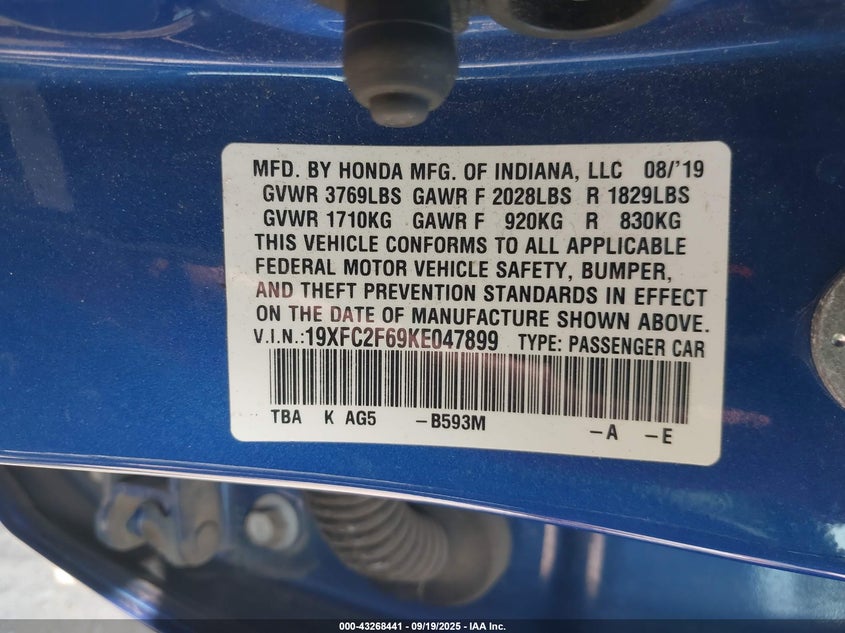 MFD. BY HONDA MFG. OF INDIANA, LLC 08/'19
GVWR 3769LBS GAWR F 2028LBS R 1829LBS
GVWR 1710KG GAWR F 920KG R 830KG
THIS VEHICLE CONFORMS TO ALL APPLICABLE
FEDERAL MOTOR VEHICLE SAFETY, BUMPER,
AND THEFT PREVENTION STANDARDS IN EFFECT
ON THE DATE OF MANUFACTURE SHOWN ABOVE.
V.I.N.:19XFC2F69KE047899 TYPE: PASSENGER CAR
TBA K AG5 -B593M -A -E
000-43268441 - 09/19/2025 - IAA Inc.